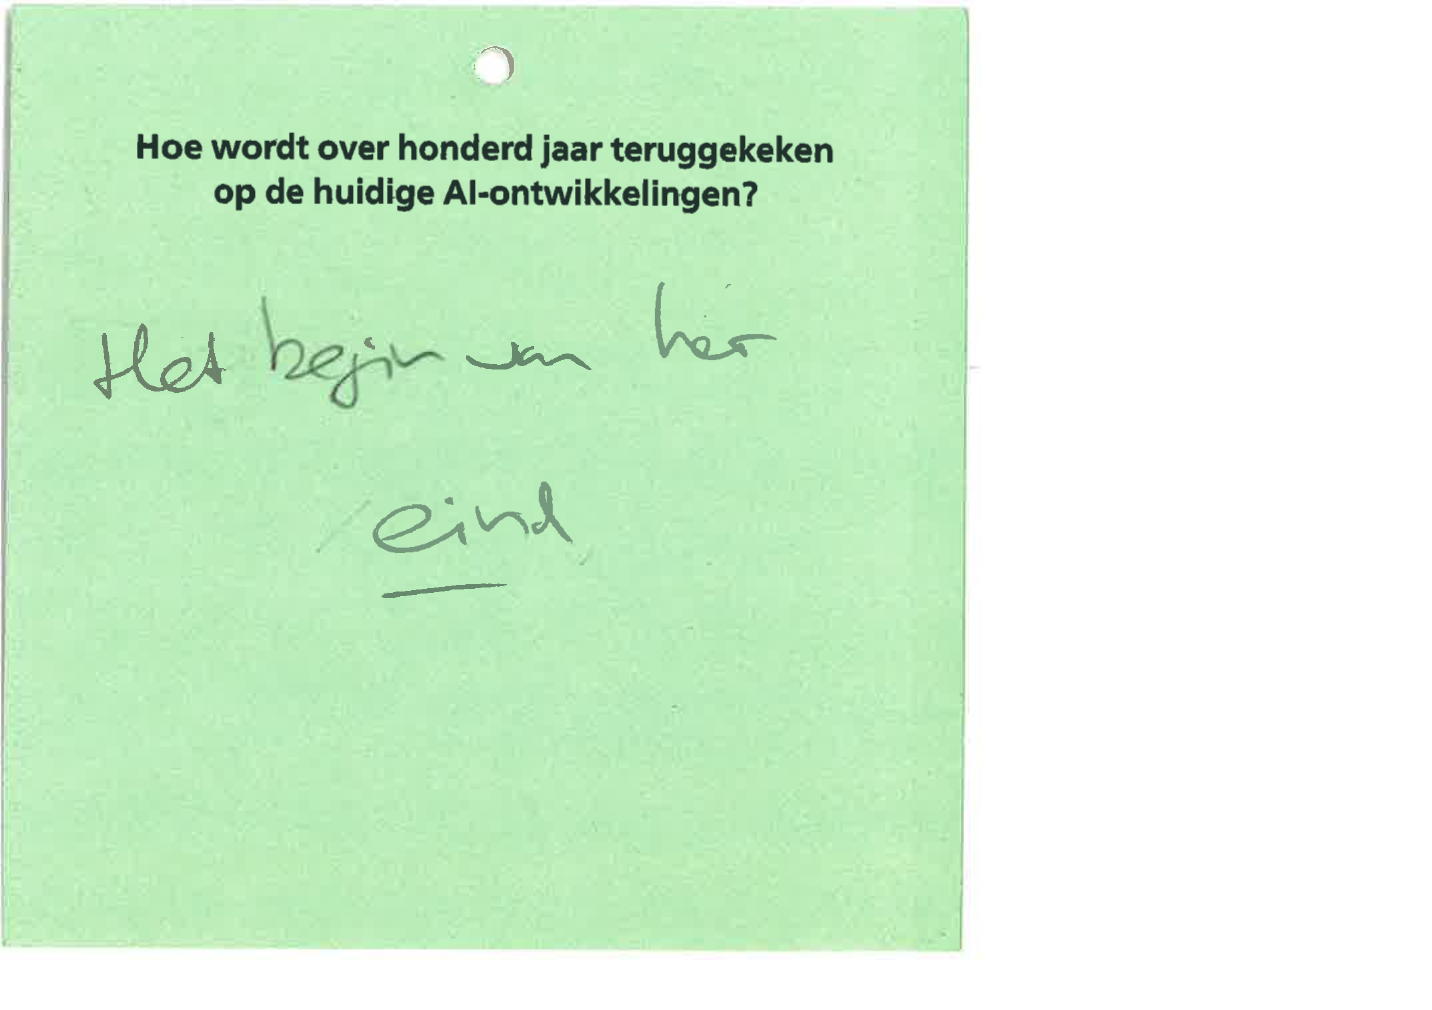 Hoe wordt over honderd jaar teruggekeken
op de huidige AI-ontwikkelingen?
Het begin van het
eind